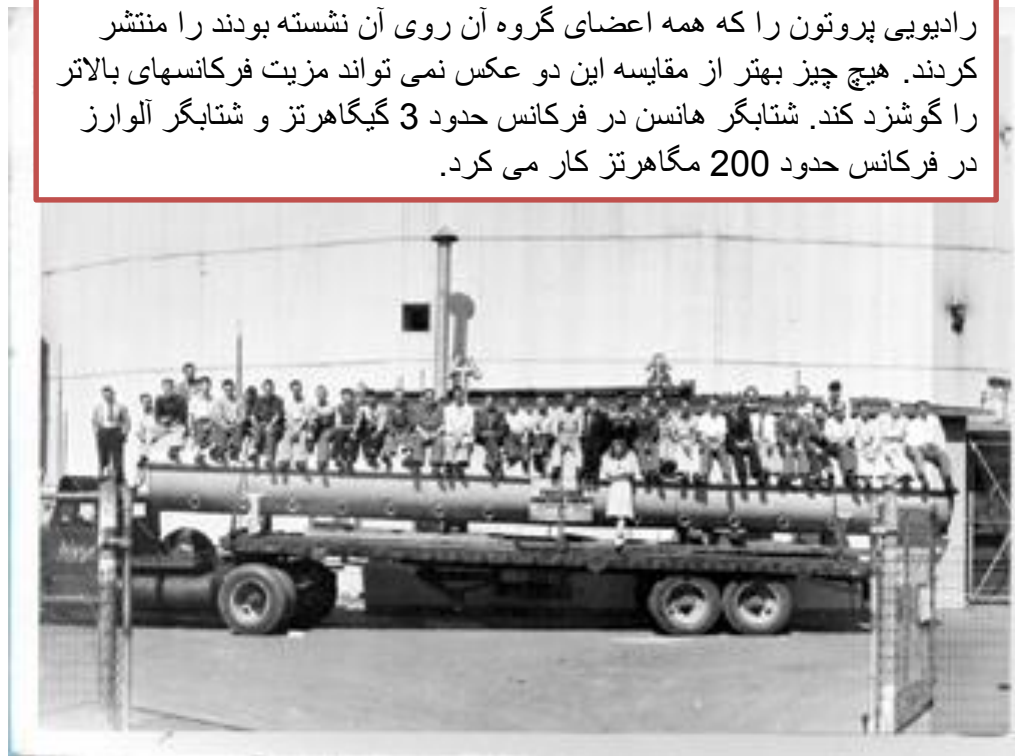 رادیویی پروتون را که همه اعضای گروه آن روی آن نشسته بودند را منتشر
کردند. هیچ چیز بهتر از مقایسه این دو عکس نمی تواند مزیت فرکانسهای بالاتر
را گوشزد کند. شتابگر هانسن در فرکانس حدود 3 گیگاهرتز و شتابگر آلوارز
در فرکانس حدود 200 مگاهرتز کار می کرد.